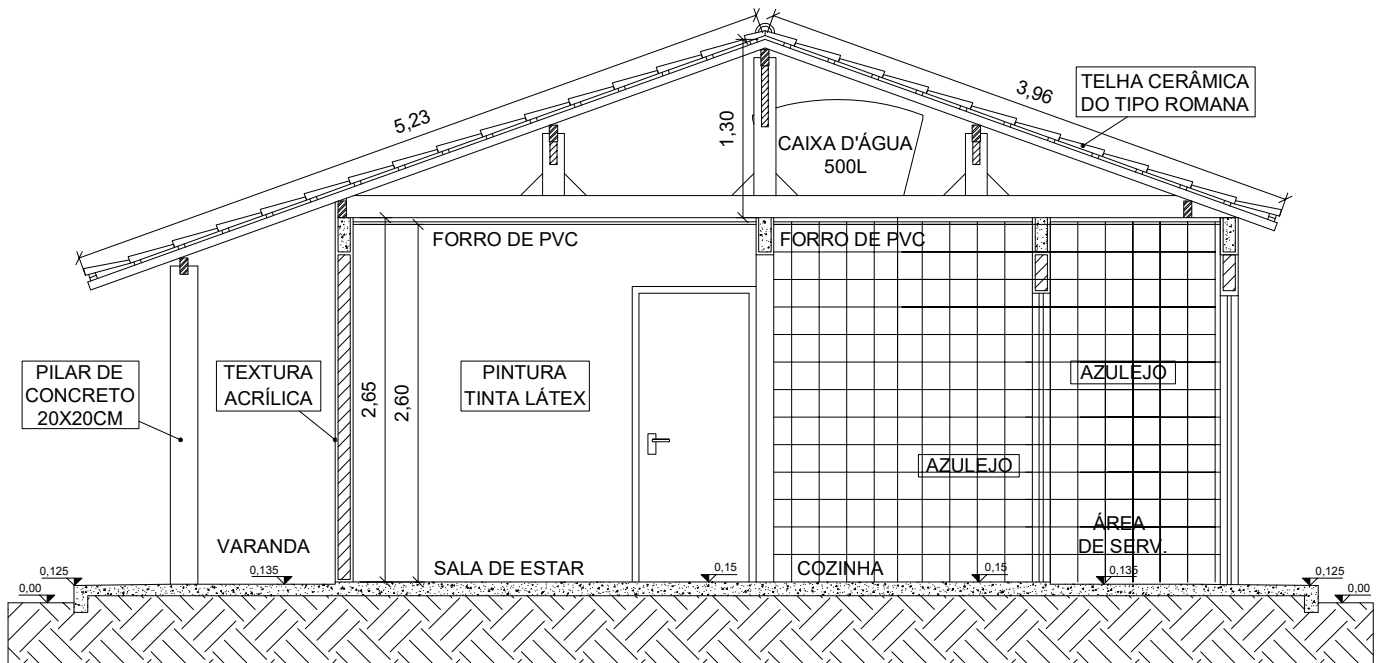 5,23
3,96
TELHA CERÂMICA
DO TIPO ROMANA
1,30
CAIXA D'ÁGUA
500L
FORRO DE PVC
FORRO DE PVC
PILAR DE
CONCRETO
20X20CM
TEXTURA
ACRÍLICA
2,65
2,60
PINTURA
TINTA LÁTEX
AZULEJO
AZULEJO
VARANDA
SALA DE ESTAR
COZINHA
ÁREA
DE SERV.
0,00
0,125
0,135
0,15
0,15
0,135
0,125
0,00